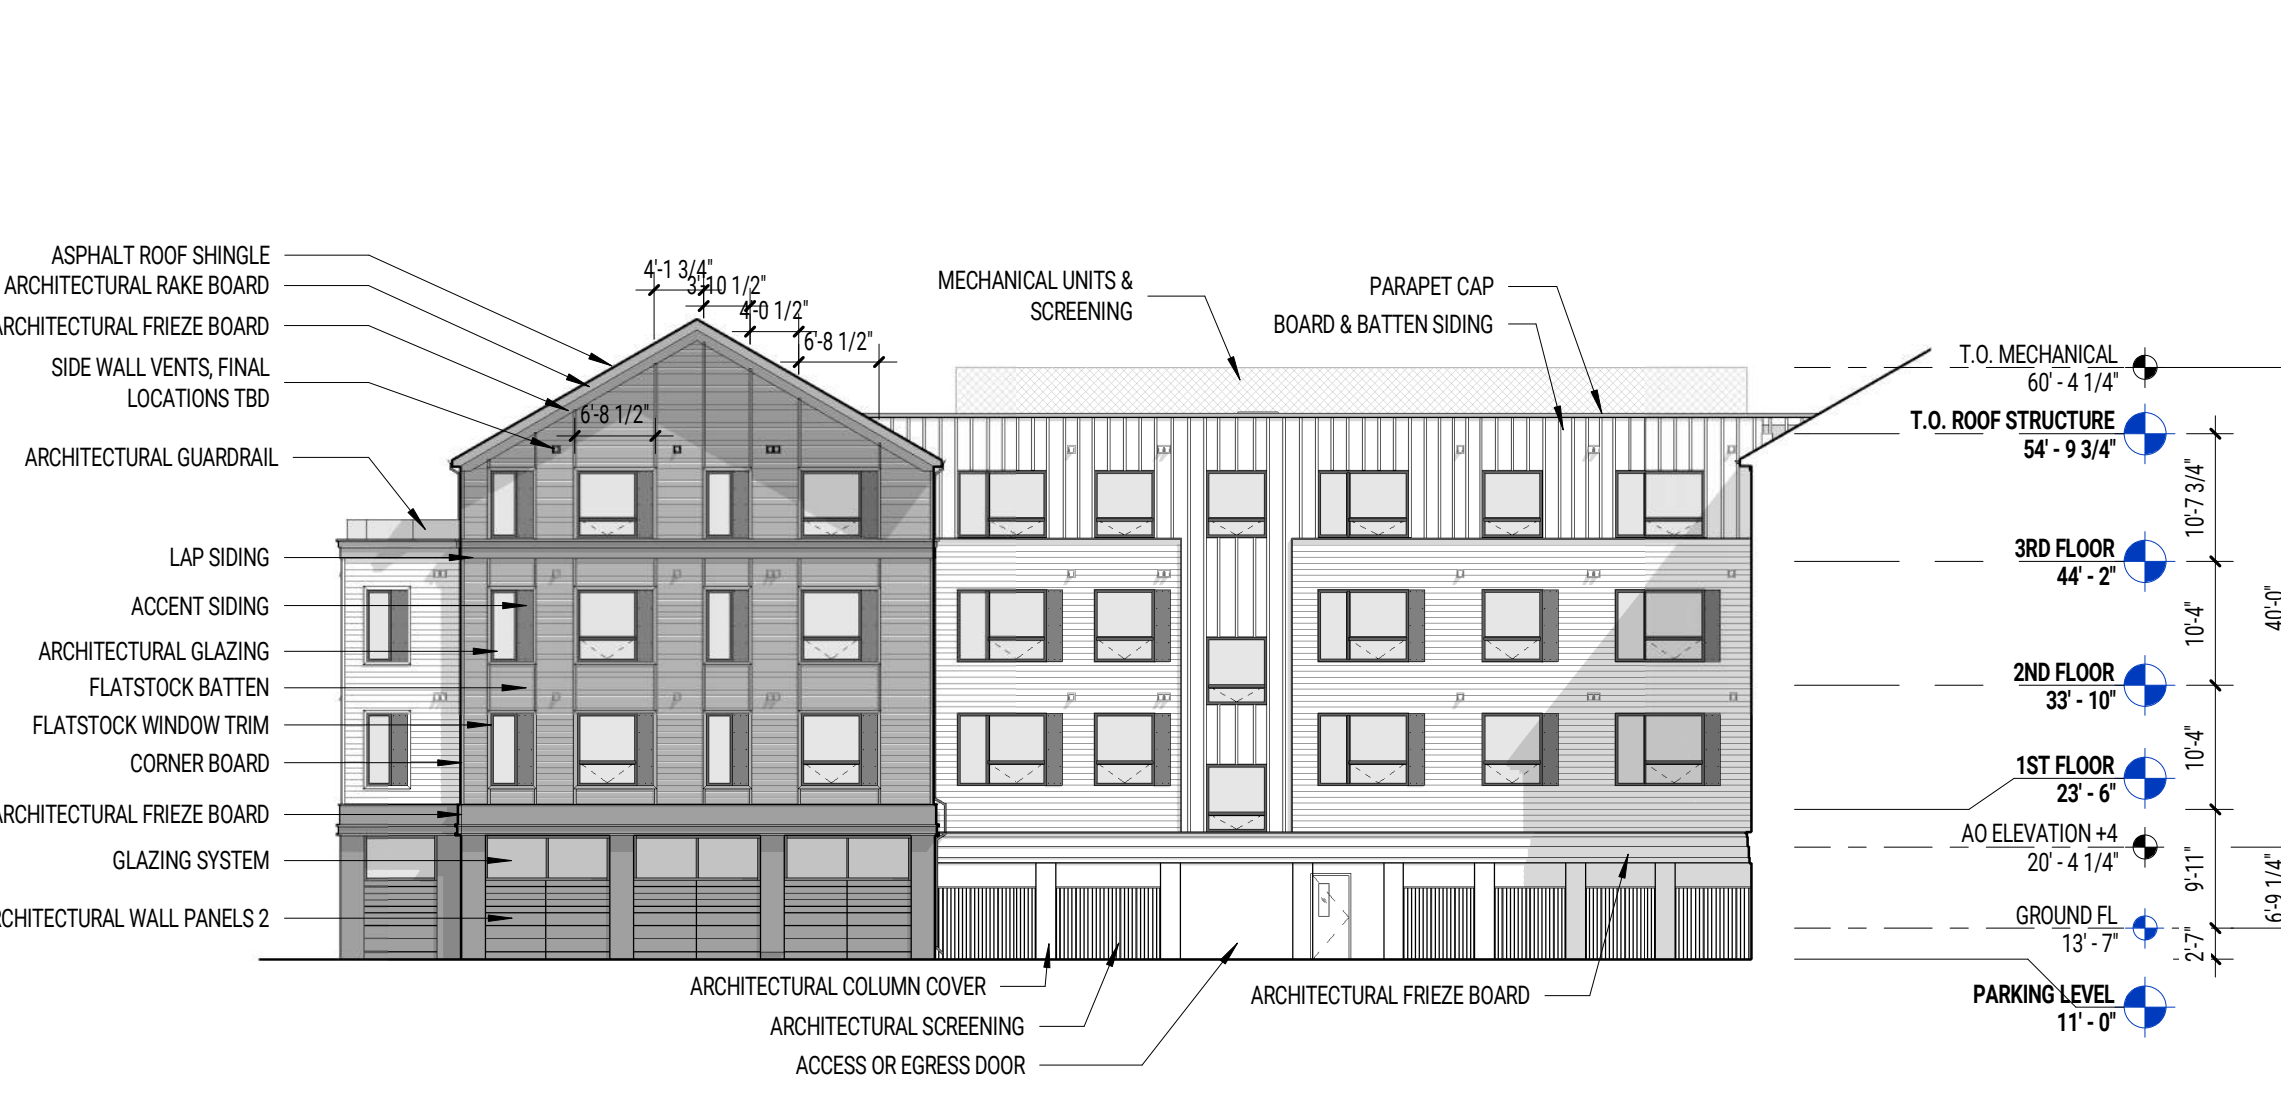 ASPHALT ROOF SHINGLE
ARCHITECTURAL RAKE BOARD
ARCHITECTURAL FRIEZE BOARD
SIDE WALL VENTS, FINAL
LOCATIONS TBD
ARCHITECTURAL GUARDRAIL
LAP SIDING
ACCENT SIDING
ARCHITECTURAL GLAZING
FLATSTOCK BATTEN
FLATSTOCK WINDOW TRIM
CORNER BOARD
ARCHITECTURAL FRIEZE BOARD
GLAZING SYSTEM
RCHITECTURAL WALL PANELS 2
4'-1 3/4"
3'-10 1/2"
4'-0 1/2"
6'-8 1/2"
6'-8 1/2"
MECHANICAL UNITS &
SCREENING
PARAPET CAP
BOARD & BATTEN SIDING
ARCHITECTURAL COLUMN COVER
ARCHITECTURAL SCREENING
ACCESS OR EGRESS DOOR
ARCHITECTURAL FRIEZE BOARD
T.O. MECHANICAL
60' - 4 1/4"
T.O. ROOF STRUCTURE
54' - 9 3/4"
3RD FLOOR
44' - 2"
2ND FLOOR
33' - 10"
1ST FLOOR
23' - 6"
AO ELEVATION +4
20' - 4 1/4"
GROUND FL
13' - 7"
PARKING LEVEL
11' - 0"
10'-7 3/4"
10'-4"
10'-4"
9'-11"
2'-7"
40'-0"
6'-9 1/4"